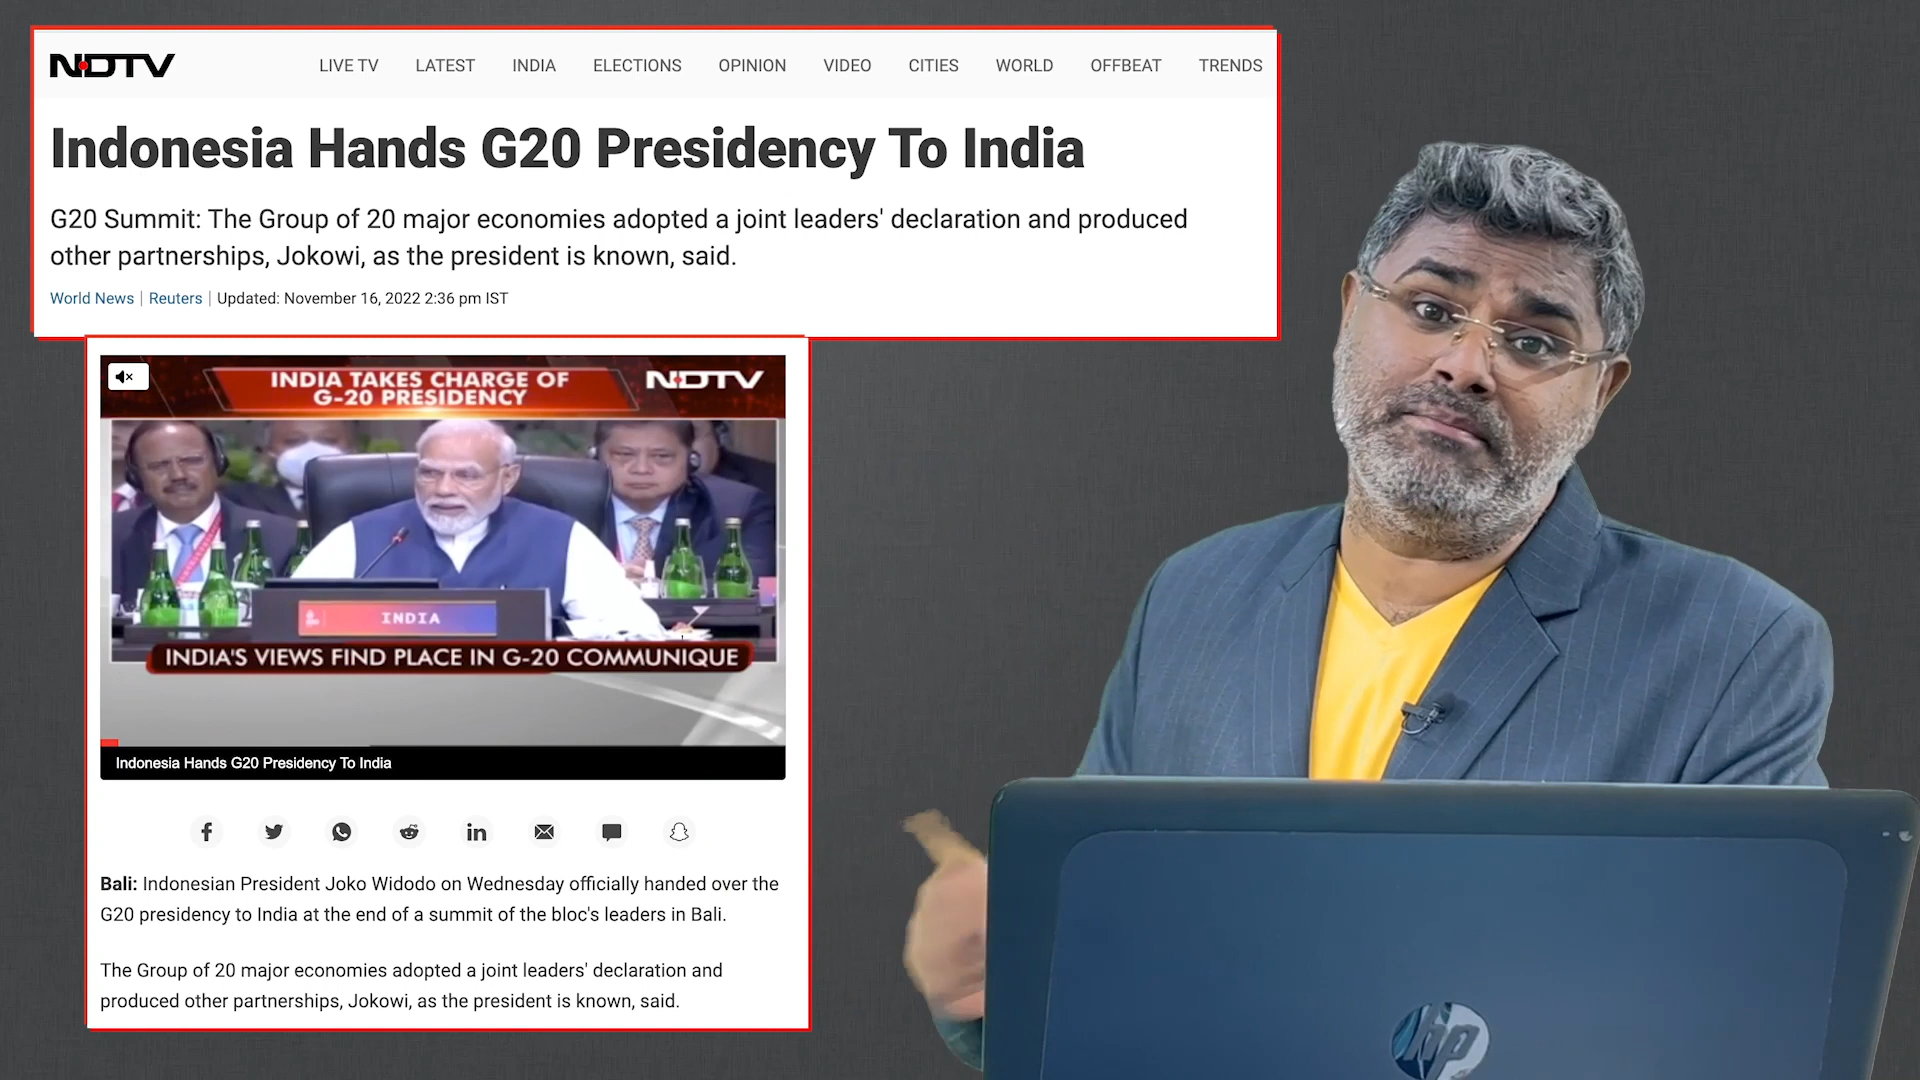 NDTV
LIVE TV LATEST INDIA ELECTIONS OPINION VIDEO CITIES WORLD OFFBEAT TRENDS
Indonesia Hands G20 Presidency To India
G20 Summit: The Group of 20 major economies adopted a joint leaders' declaration and produced
other partnerships, Jokowi, as the president is known, said.
World News | Reuters | Updated: November 16, 2022 2:36 pm IST
INDIA TAKES CHARGE OF
G-20 PRESIDENCY
NDTV
INDIA
INDIA'S VIEWS FIND PLACE IN G-20 COMMUNIQUE
Indonesia Hands G20 Presidency To India
Bali: Indonesian President Joko Widodo on Wednesday officially handed over the
G20 presidency to India at the end of a summit of the bloc's leaders in Bali.
The Group of 20 major economies adopted a joint leaders' declaration and
produced other partnerships, Jokowi, as the president is known, said.
hp